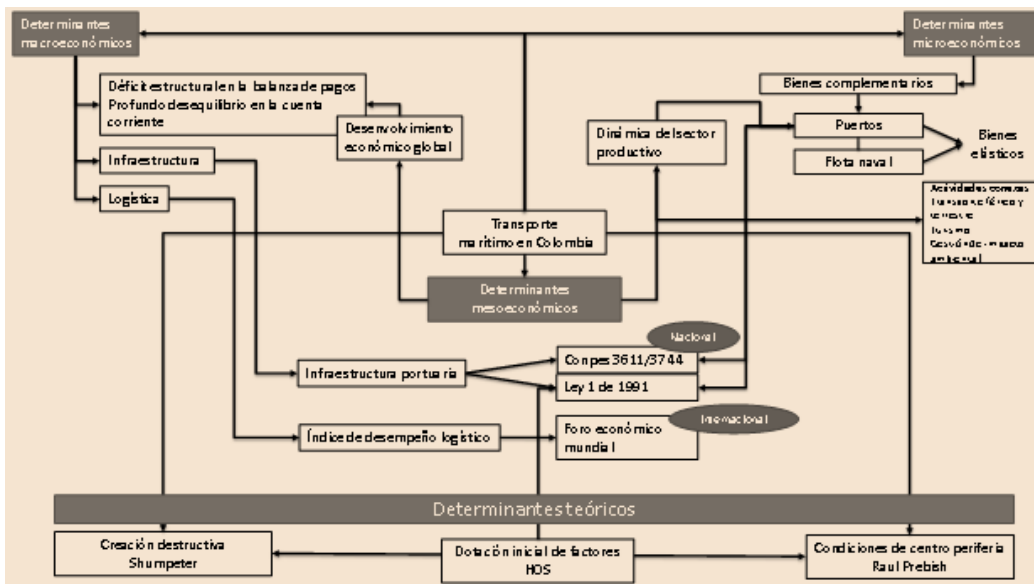 Determinantes
macroeconómicos
Determinantes
microeconómicos
Déficit estructural en la balanza de pagos
Profundo desequilibrio en la cuenta
corriente
Desenvolvimiento
económico global
Dinámica del sector
productivo
Bienes complementarios
Puertos
Flota naval
Bienes
elásticos
Infraestructura
Logística
Transporte
marítimo en Colombia
Determinantes
mesoeconómicos
Turismo
Nacional
Conpes 3611/3744
Infraestructura portuaria
Ley 1 de 1991
Internacional
Índice de desempeño logístico
Foro económico
mundial
Determinantes teóricos
Creación destructiva
Shumpeter
Dotación inicial de factores
HOS
Condiciones de centro periferia
Raul Prebish